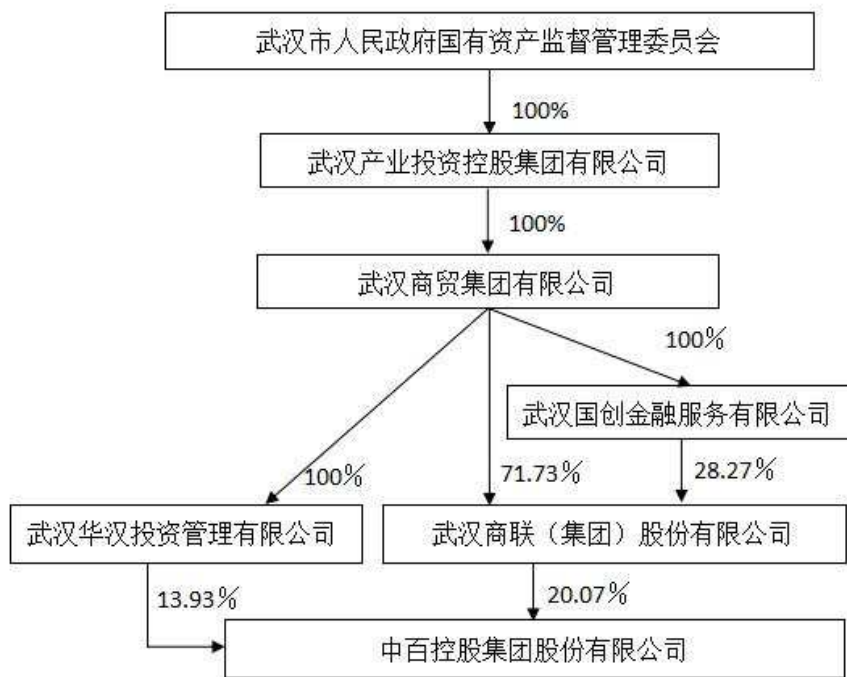 武汉市人民政府国有资产监督管理委员会
100%
武汉产业投资控股集团有限公司
100%
武汉商贸集团有限公司
100%
武汉国创金融服务有限公司
100%
71.73%
28.27%
武汉华汉投资管理有限公司
武汉商联（集团）股份有限公司
13.93%
20.07%
中百控股集团股份有限公司